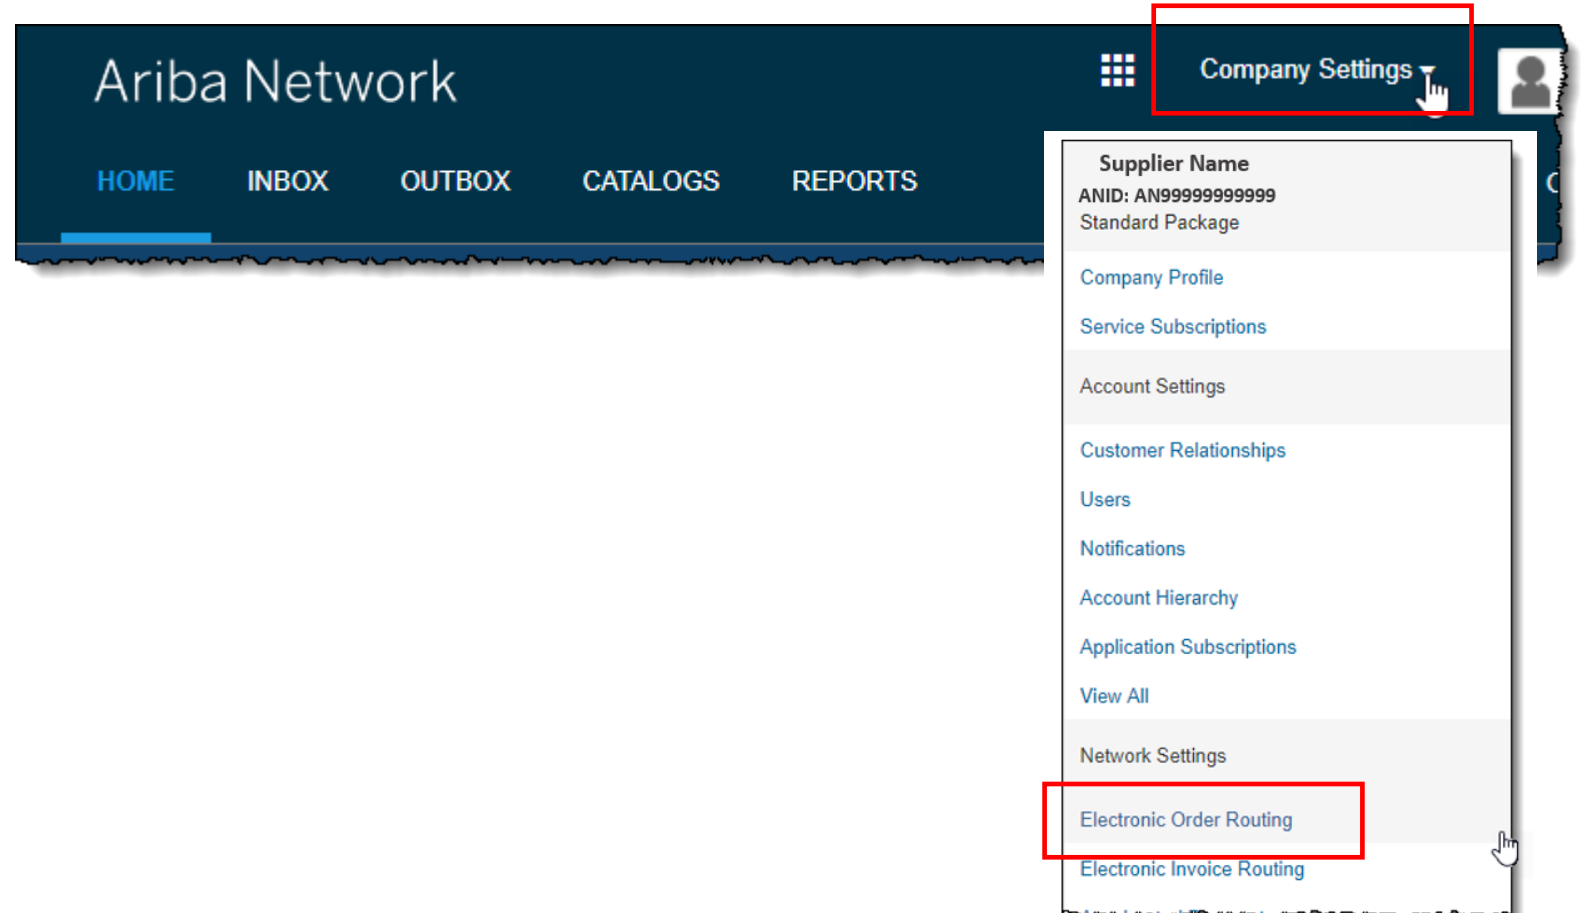 Ariba Network
Company Settings
HOME INBOX OUTBOX CATALOGS REPORTS
Supplier Name
ANID: AN99999999999
Standard Package
Company Profile
Service Subscriptions
Account Settings
Customer Relationships
Users
Notifications
Account Hierarchy
Application Subscriptions
View All
Network Settings
Electronic Order Routing
Electronic Invoice Routing